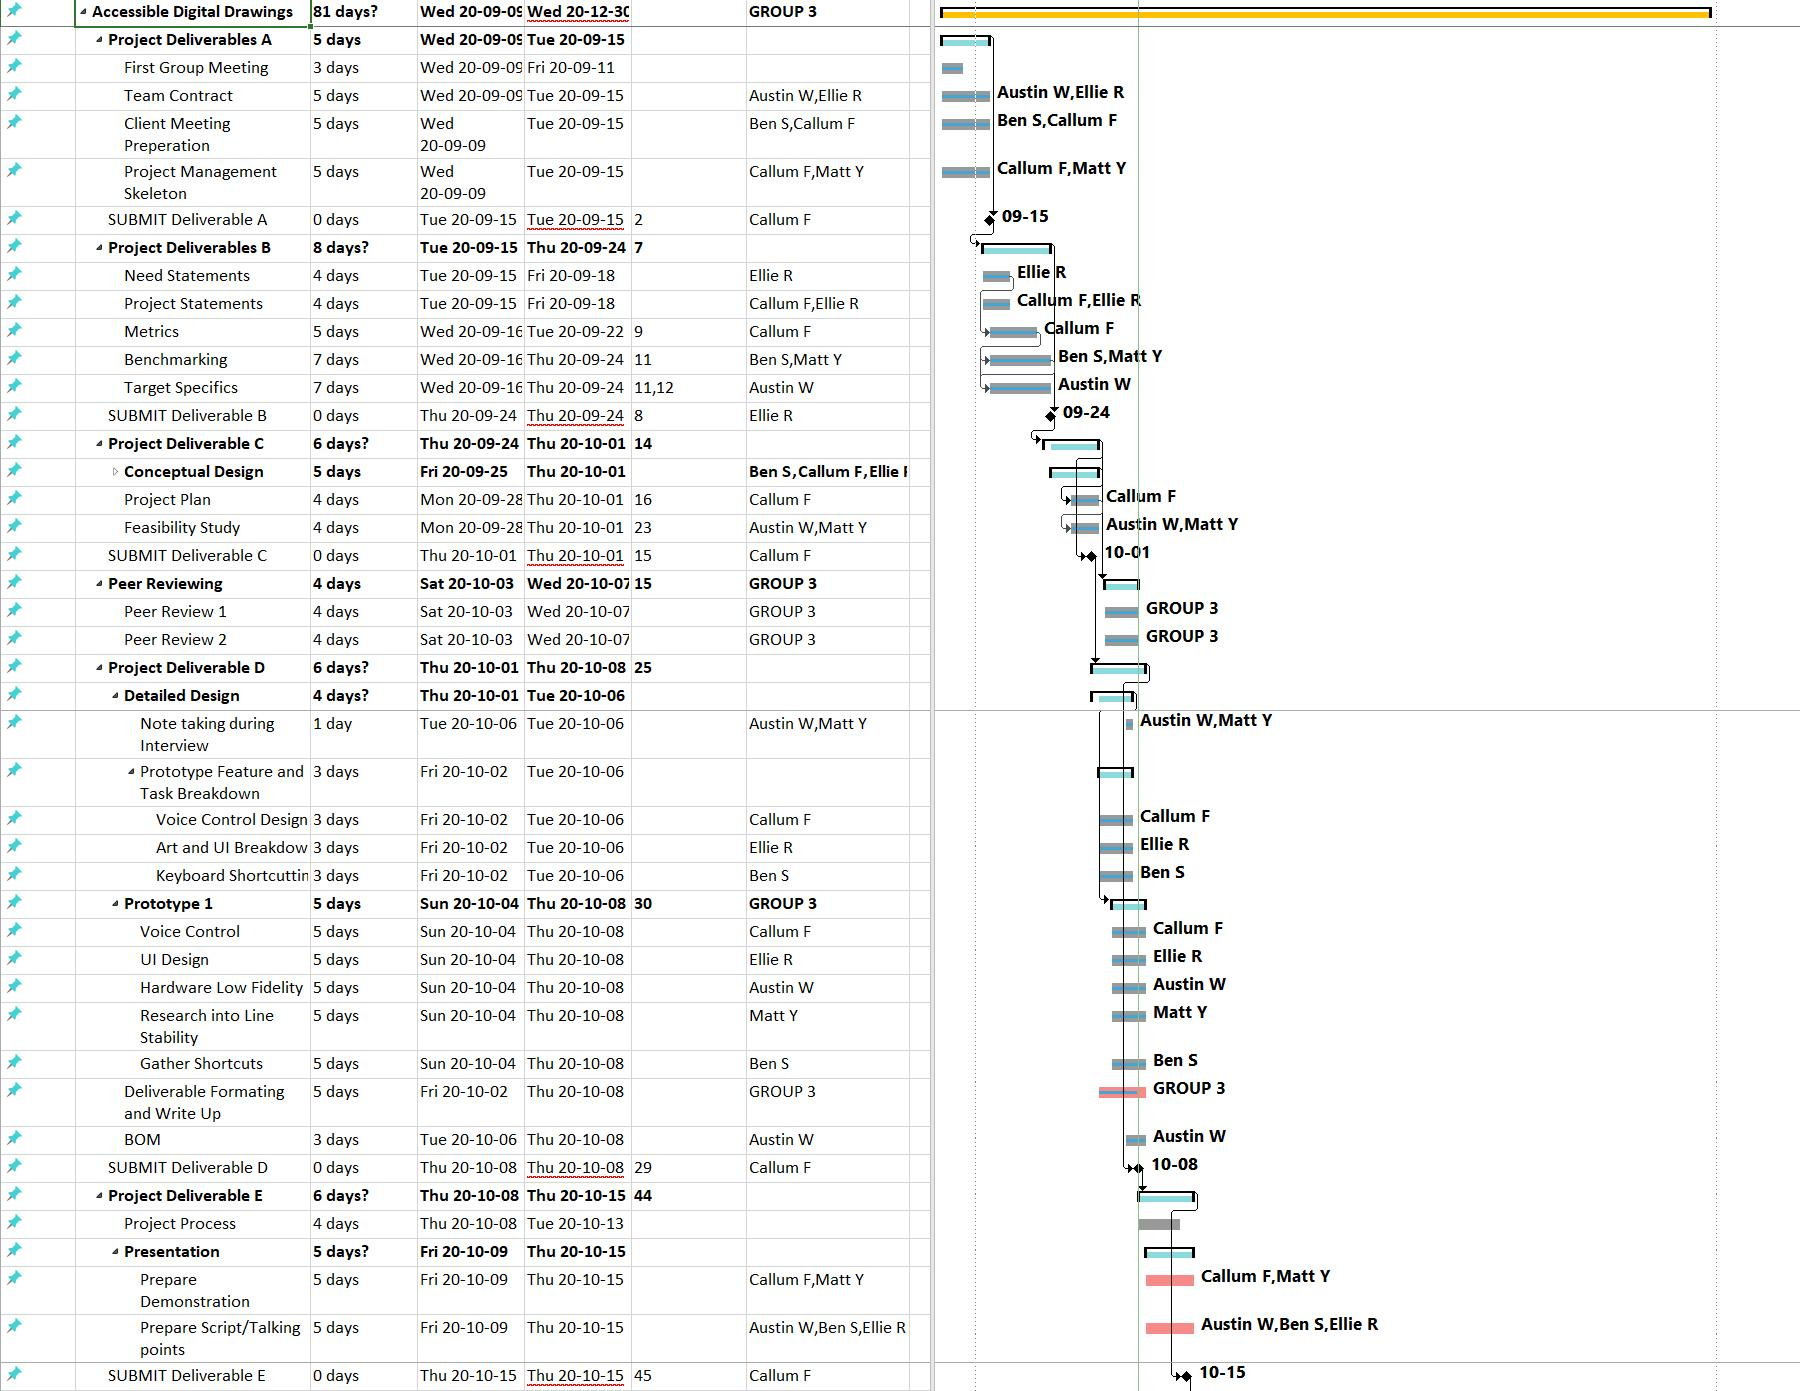 Accessible Digital Drawings 81 days? Wed 20-09-09 Wed 20-12-30 GROUP 3
Project Deliverables A 5 days Wed 20-09-09 Tue 20-09-15
First Group Meeting 3 days Wed 20-09-09 Fri 20-09-11
Team Contract 5 days Wed 20-09-09 Tue 20-09-15 Austin W,Ellie R Austin W,Ellie R
Client Meeting 5 days Wed Tue 20-09-15 Ben S,Callum F Ben S,Callum F
Preperation 20-09-09
Project Management 5 days Wed Tue 20-09-15 Callum F,Matt Y Callum F,Matt Y
Skeleton 20-09-09
SUBMIT Deliverable A 0 days Tue 20-09-15 Tue 20-09-15 2 Callum F 09-15
Project Deliverables B 8 days? Tue 20-09-15 Thu 20-09-24 7
Need Statements 4 days Tue 20-09-15 Fri 20-09-18 Ellie R Ellie R
Project Statements 4 days Tue 20-09-15 Fri 20-09-18 Callum F,Ellie R Callum F,Ellie R
Metrics 5 days Wed 20-09-16 Tue 20-09-22 9 Callum F Callum F
Benchmarking 7 days Wed 20-09-16 Thu 20-09-24 11 Ben S,Matt Y Ben S,Matt Y
Target Specifics 7 days Wed 20-09-16 Thu 20-09-24 11,12 Austin W Austin W
SUBMIT Deliverable B 0 days Thu 20-09-24 Thu 20-09-24 8 Ellie R 09-24
Project Deliverable C 6 days? Thu 20-09-24 Thu 20-10-01 14
Conceptual Design 5 days Fri 20-09-25 Thu 20-10-01 Ben S,Callum F,Ellie
Project Plan 4 days Mon 20-09-28 Thu 20-10-01 16 Callum F Callum F
Feasibility Study 4 days Mon 20-09-28 Thu 20-10-01 23 Austin W,Matt Y Austin W,Matt Y
SUBMIT Deliverable C 0 days Thu 20-10-01 Thu 20-10-01 15 Callum F 10-01
Peer Reviewing 4 days Sat 20-10-03 Wed 20-10-07 15 GROUP 3
Peer Review 1 4 days Sat 20-10-03 Wed 20-10-07 GROUP 3 GROUP 3
Peer Review 2 4 days Sat 20-10-03 Wed 20-10-07 GROUP 3 GROUP 3
Project Deliverable D 6 days? Thu 20-10-01 Thu 20-10-08 25
Detailed Design 4 days? Thu 20-10-01 Tue 20-10-06
Note taking during 1 day Tue 20-10-06 Tue 20-10-06 Austin W,Matt Y Austin W,Matt Y
Interview
Prototype Feature and 3 days Fri 20-10-02 Tue 20-10-06
Task Breakdown
Voice Control Design 3 days Fri 20-10-02 Tue 20-10-06 Callum F Callum F
Art and UI Breakdow 3 days Fri 20-10-02 Tue 20-10-06 Ellie R Ellie R
Keyboard Shortcuttin 3 days Fri 20-10-02 Tue 20-10-06 Ben S Ben S
Prototype 1 5 days Sun 20-10-04 Thu 20-10-08 30 GROUP 3
Voice Control 5 days Sun 20-10-04 Thu 20-10-08 Callum F Callum F
UI Design 5 days Sun 20-10-04 Thu 20-10-08 Ellie R Ellie R
Hardware Low Fidelity 5 days Sun 20-10-04 Thu 20-10-08 Austin W Austin W
Research into Line 5 days Sun 20-10-04 Thu 20-10-08 Matt Y Matt Y
Stability
Gather Shortcuts 5 days Sun 20-10-04 Thu 20-10-08 Ben S Ben S
Deliverable Formating 5 days Fri 20-10-02 Thu 20-10-08 GROUP 3 GROUP 3
and Write Up
BOM 3 days Tue 20-10-06 Thu 20-10-08 Austin W Austin W
SUBMIT Deliverable D 0 days Thu 20-10-08 Thu 20-10-08 29 Callum F 10-08
Project Deliverable E 6 days? Thu 20-10-08 Thu 20-10-15 44
Project Process 4 days Thu 20-10-08 Tue 20-10-13
Presentation 5 days? Fri 20-10-09 Thu 20-10-15
Prepare 5 days Fri 20-10-09 Thu 20-10-15 Callum F,Matt Y Callum F,Matt Y
Demonstration
Prepare Script/Talking 5 days Fri 20-10-09 Thu 20-10-15 Austin W,Ben S,Ellie R Austin W,Ben S,Ellie R
points
SUBMIT Deliverable E 0 days Thu 20-10-15 Thu 20-10-15 45 Callum F 10-15